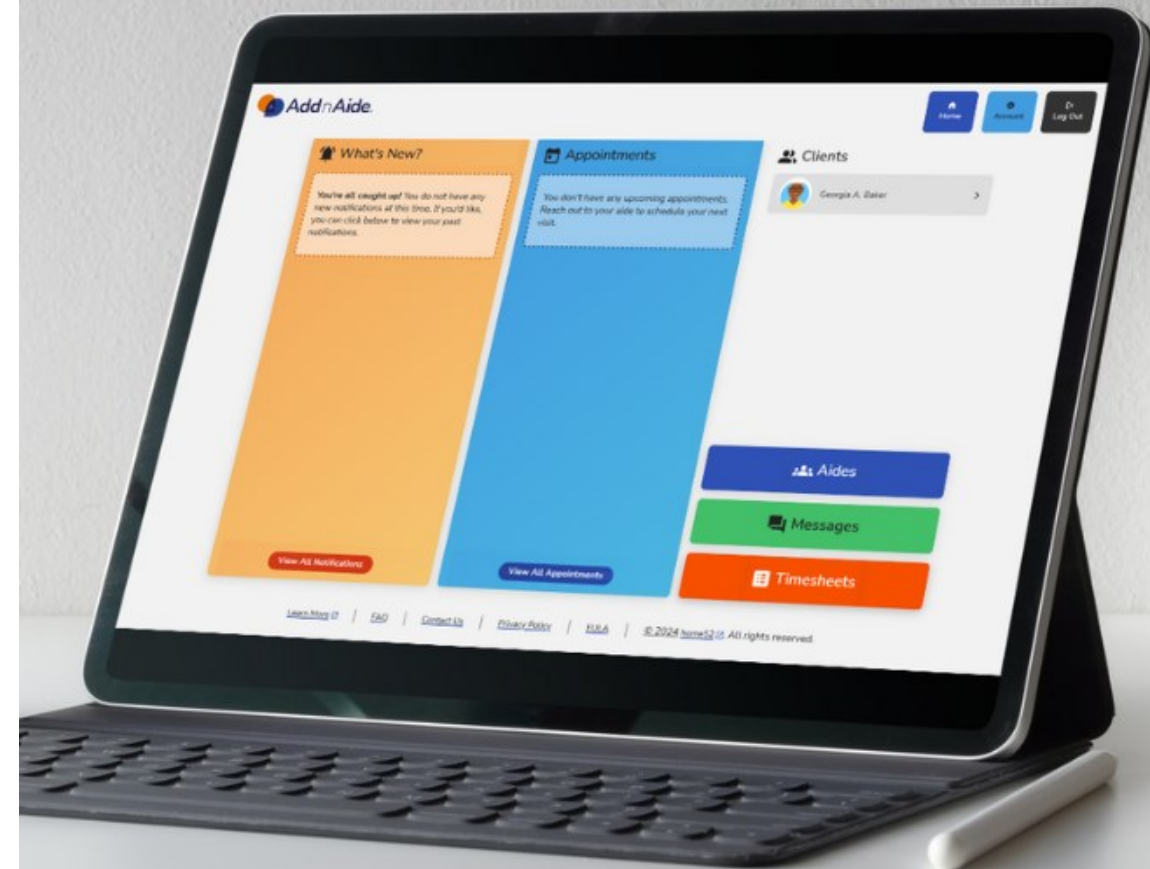 AddnAide.
Home
Account
Log Out
What's New?
You're all caught up! You do not have any
new notifications at this time. If you'd like,
you can click below to view your past
notifications.
View All Notifications
Appointments
You don't have any upcoming appointments.
Reach out to your aide to schedule your next
visit.
View All Appointments
Clients
Georgia A. Baker
Aides
Messages
Timesheets
Learn More | FAQ | Contact Us | Privacy Policy | EULA | © 2024 home52 All rights reserved.